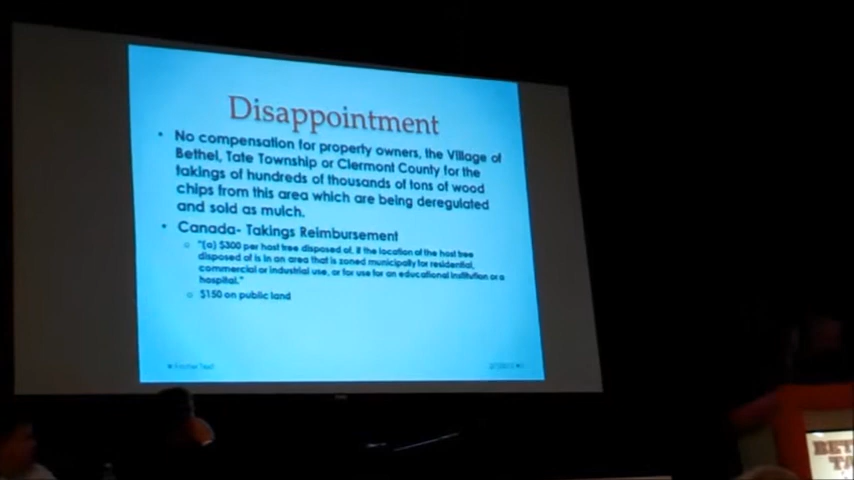 Disappointment
• No compensation for property owners, the Village of
Bethel, Tate Township or Clermont County for the
takings of hundreds of thousands of tons of wood
chips from this area which are being deregulated
and sold as mulch.
• Canada- Takings Reimbursement
○ "(a) $300 per host tree disposed of, if the location of the host tree
disposed of is in an area that is zoned municipally for residential,
commercial or industrial use, or for use for an educational institution or a
hospital."
○ $150 on public land